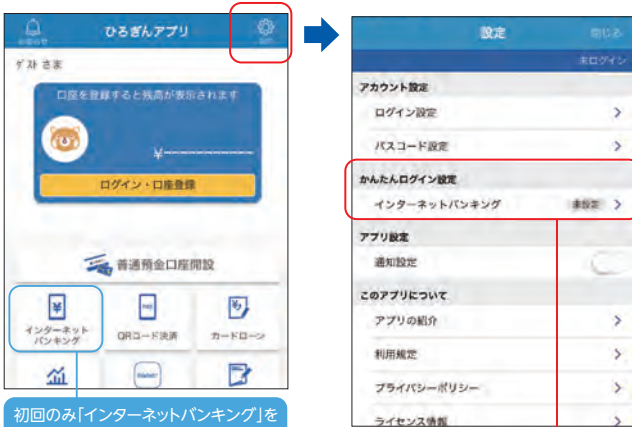 ひろぎんアプリ
お知らせ
設定
ゲスト さま
口座を登録すると残高が表示されます
¥
ログイン・口座登録
普通預金口座開設
インターネット
バンキング
QRコード決済
カードローン
初回のみ「インターネットバンキング」を
設定
閉じる
未ログイン
アカウント設定
ログイン設定
パスコード設定
かんたんログイン設定
インターネットバンキング
未設定
アプリ設定
通知設定
このアプリについて
アプリの紹介
利用規定
プライバシーポリシー
ライセンス情報